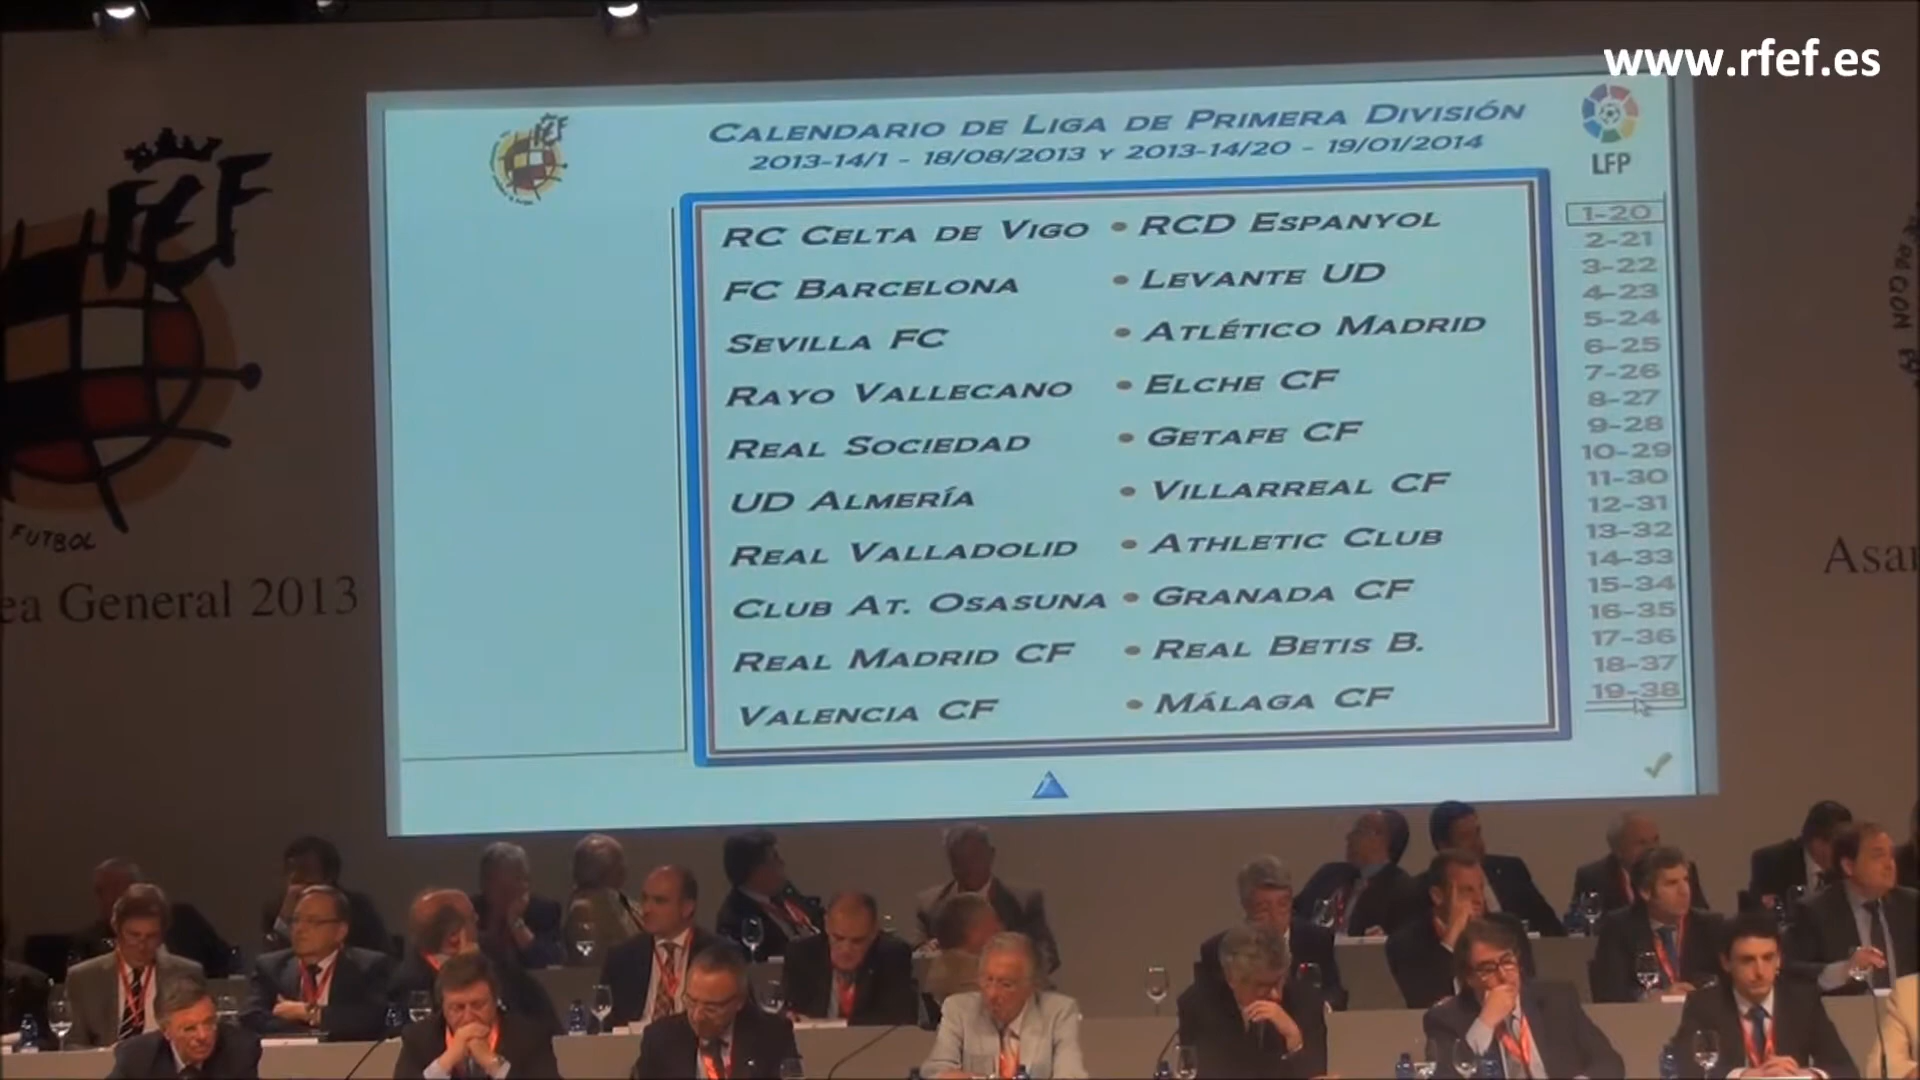 www.rfef.es
CALENDARIO DE LIGA DE PRIMERA DIVISIÓN
2013-14/1 - 18/08/2013 Y 2013-14/20 - 19/01/2014
LFP
RC CELTA DE VIGO • RCD ESPANYOL
FC BARCELONA • LEVANTE UD
SEVILLA FC • ATLÉTICO MADRID
RAYO VALLECANO • ELCHE CF
REAL SOCIEDAD • GETAFE CF
UD ALMERÍA • VILLARREAL CF
REAL VALLADOLID • ATHLETIC CLUB
CLUB AT. OSASUNA • GRANADA CF
REAL MADRID CF • REAL BETIS B.
VALENCIA CF • MÁLAGA CF
1-20
2-21
3-22
4-23
5-24
6-25
7-26
8-27
9-28
10-29
11-30
12-31
13-32
14-33
15-34
16-35
17-36
18-37
19-38
FEF
FUTBOL
ea General 2013
Asa